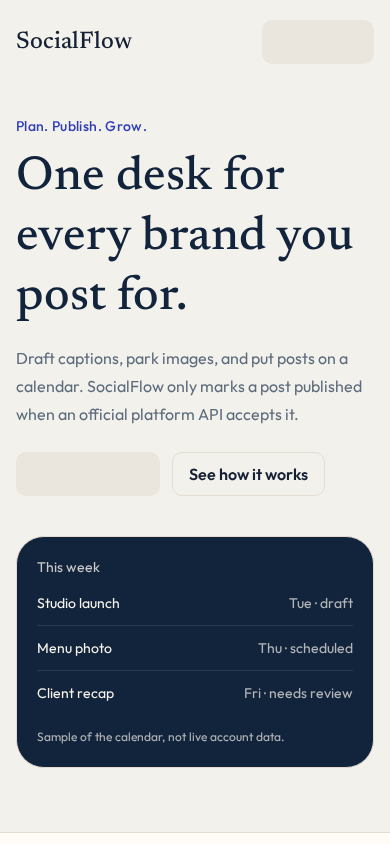 SocialFlow
Plan. Publish. Grow.
One desk for
every brand you
post for.
Draft captions, park images, and put posts on a
calendar. SocialFlow only marks a post published
when an official platform API accepts it.
See how it works
This week
Studio launch Tue · draft
Menu photo Thu · scheduled
Client recap Fri · needs review
Sample of the calendar, not live account data.